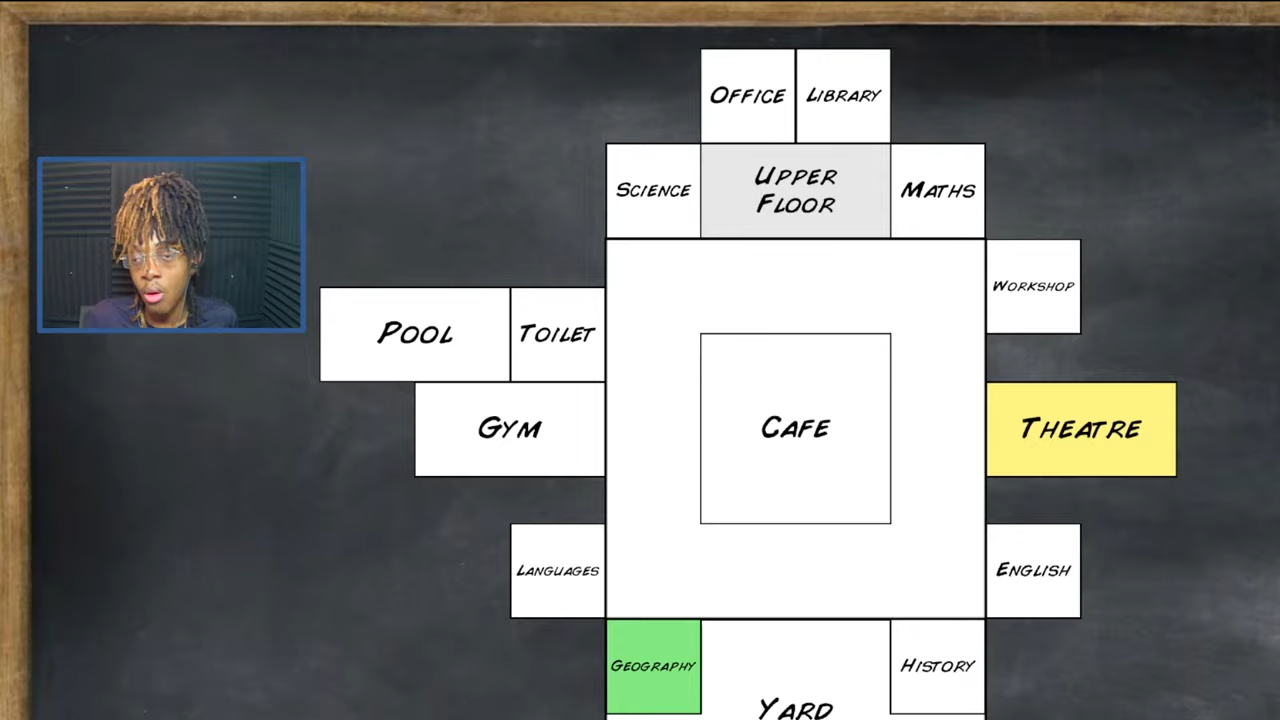 OFFICE
LIBRARY
SCIENCE
UPPER
FLOOR
MATHS
WORKSHOP
POOL
TOILET
GYM
CAFE
THEATRE
LANGUAGES
ENGLISH
GEOGRAPHY
HISTORY
YARD